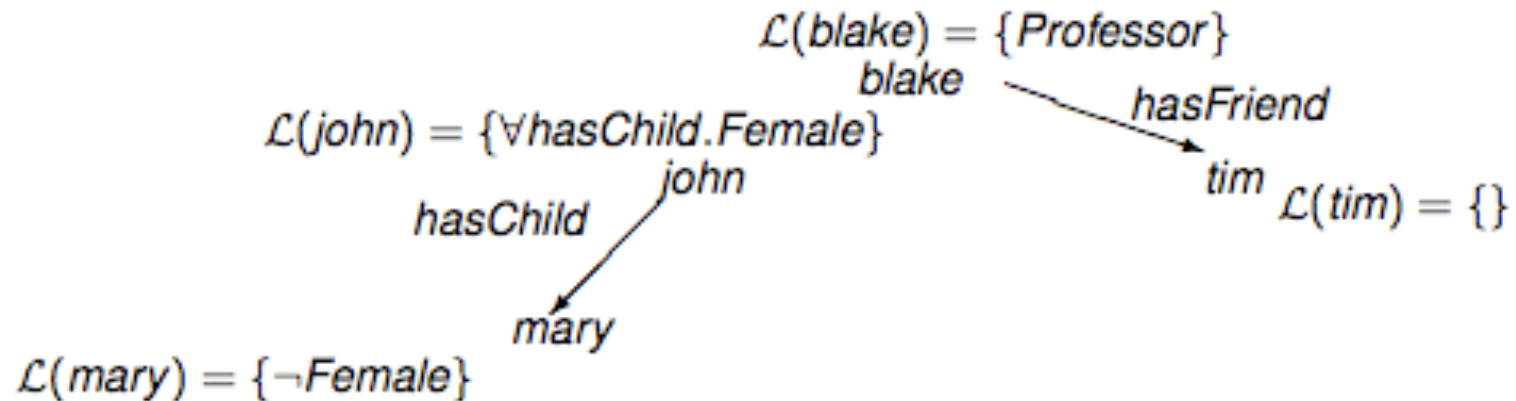 ℒ(blake) = {Professor}
blake
hasFriend
ℒ(john) = {∀hasChild.Female}
john
tim
ℒ(tim) = {}
hasChild
mary
ℒ(mary) = {¬Female}